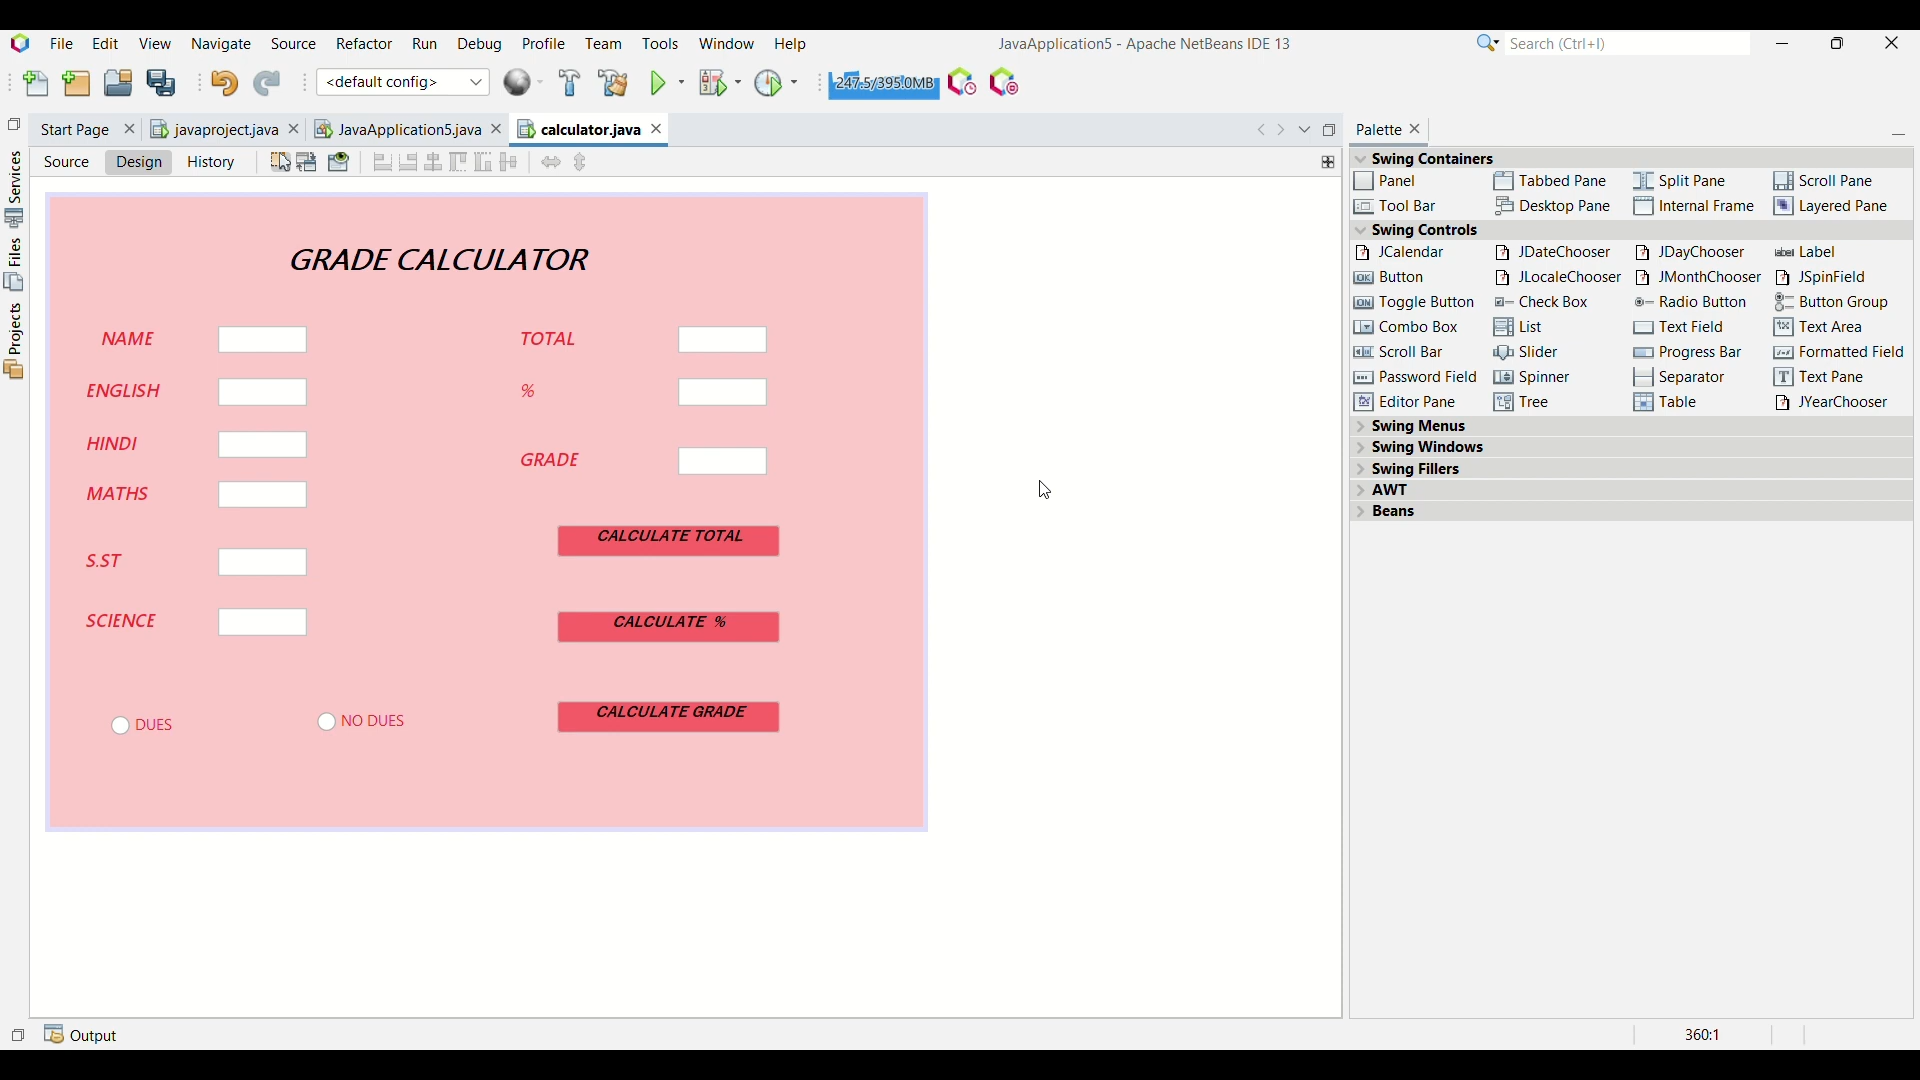 File Edit View Navigate Source Refactor Run Debug Profile Team Tools Window Help JavaApplication5 - Apache NetBeans IDE 13 Search (Ctrl+I)
<default config> 247.5/395.0MB
Start Page javaproject.java JavaApplication5.java calculator.java Palette
Source Design History
Services
Files
Projects
GRADE CALCULATOR
NAME TOTAL
ENGLISH %
HINDI
GRADE
MATHS
CALCULATE TOTAL
S.ST
SCIENCE CALCULATE %
DUES NO DUES CALCULATE GRADE
Swing Containers
Panel Tabbed Pane Split Pane Scroll Pane
Tool Bar Desktop Pane Internal Frame Layered Pane
Swing Controls
JCalendar JDateChooser JDayChooser Label
Button JLocaleChooser JMonthChooser JSpinField
Toggle Button Check Box Radio Button Button Group
Combo Box List Text Field Text Area
Scroll Bar Slider Progress Bar Formatted Field
Password Field Spinner Separator Text Pane
Editor Pane Tree Table JYearChooser
Swing Menus
Swing Windows
Swing Fillers
AWT
Beans
Output 360:1